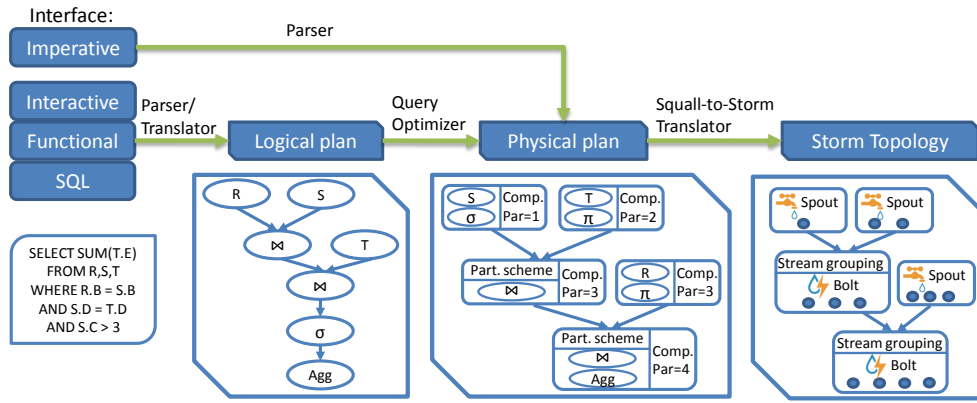 Interface:
Imperative
Parser
Interactive
Functional
SQL
Parser/
Translator
Logical plan
Query
Optimizer
Physical plan
Squall-to-Storm
Translator
Storm Topology
SELECT SUM(T.E)
FROM R,S,T
WHERE R.B = S.B
AND S.D = T.D
AND S.C > 3
R
S
⋈
T
⋈
σ
Agg
S
σ
Comp.
Par=1
T
π
Comp.
Par=2
Part. scheme
⋈
Comp.
Par=3
R
π
Comp.
Par=3
Part. scheme
⋈
Agg
Comp.
Par=4
Spout
Spout
Stream grouping
Bolt
Spout
Stream grouping
Bolt